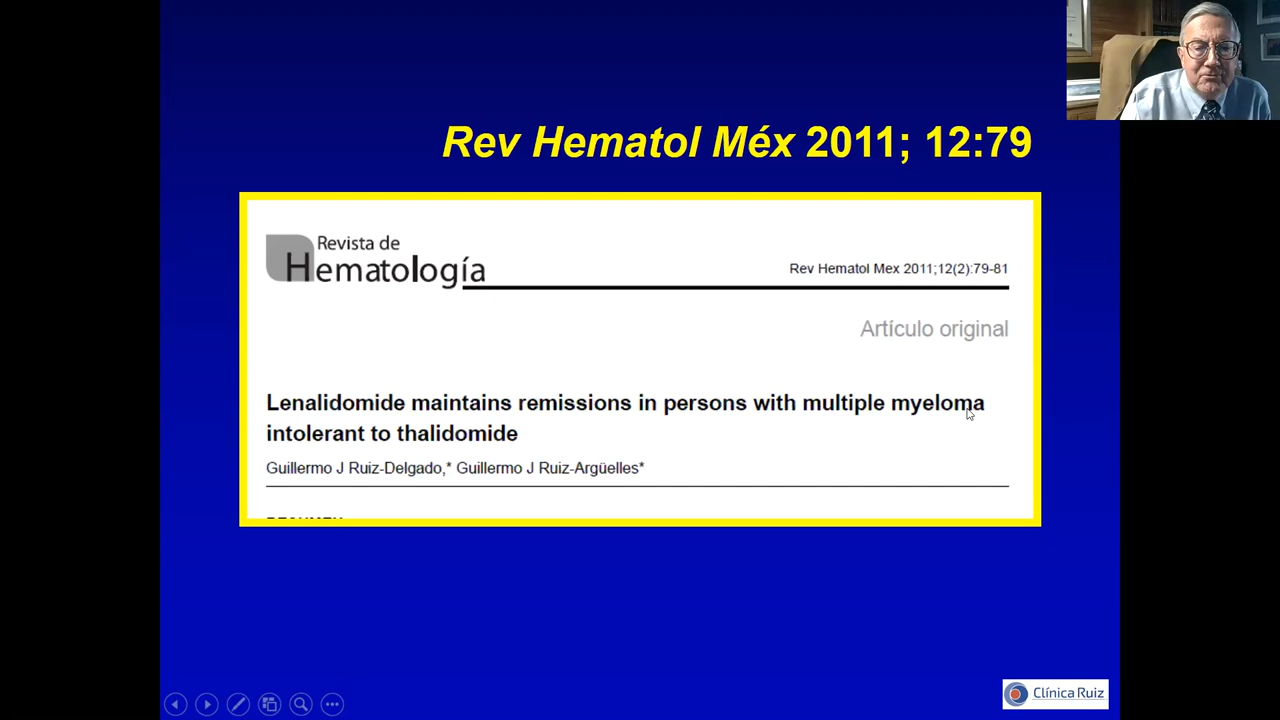 Rev Hematol Méx 2011; 12:79
Revista de
Hematología
Rev Hematol Mex 2011;12(2):79-81
Artículo original
Lenalidomide maintains remissions in persons with multiple myeloma
intolerant to thalidomide
Guillermo J Ruiz-Delgado,* Guillermo J Ruiz-Argüelles*
Clínica Ruiz